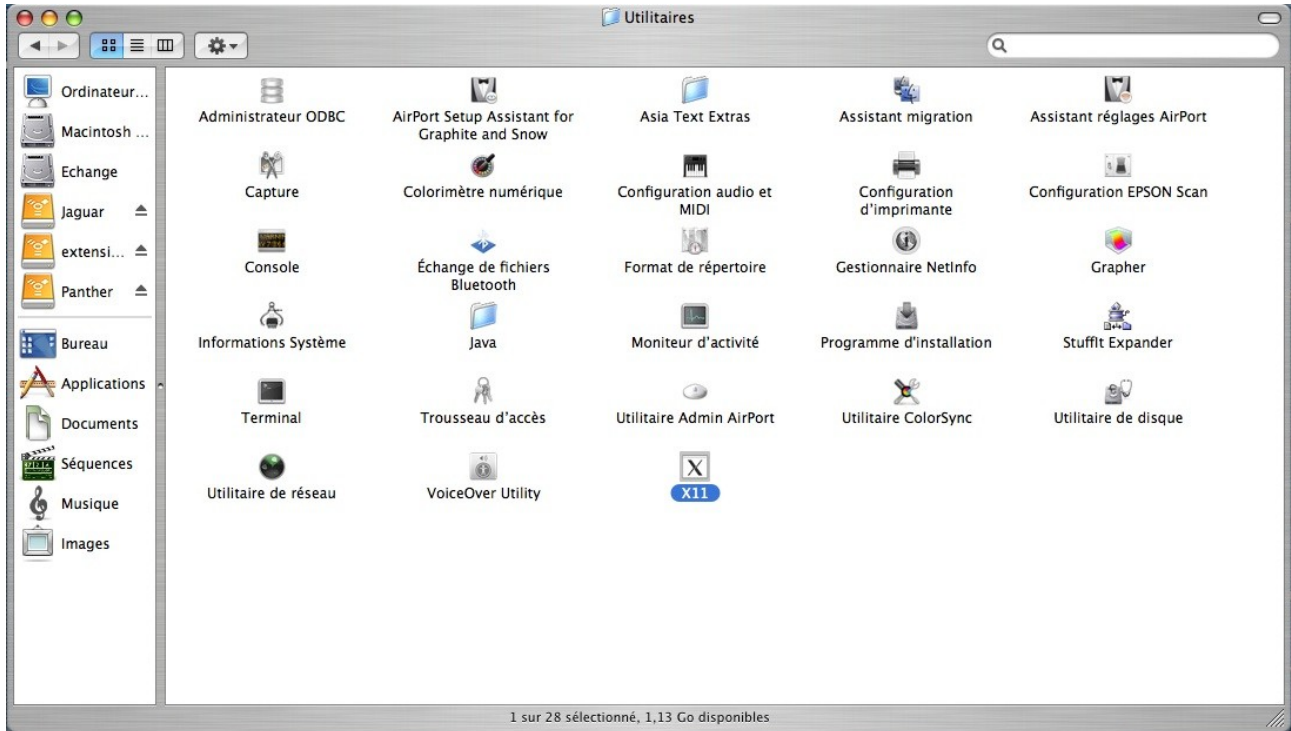 Utilitaires
Ordinateur...
Macintosh ...
Echange
Jaguar
extensi...
Panther
Bureau
Applications
Documents
Séquences
Musique
Images
Administrateur ODBC
AirPort Setup Assistant for
Graphite and Snow
Asia Text Extras
Assistant migration
Assistant réglages AirPort
Capture
Colorimètre numérique
Configuration audio et
MIDI
Configuration
d'imprimante
Configuration EPSON Scan
Console
Échange de fichiers
Bluetooth
Format de répertoire
Gestionnaire NetInfo
Grapher
Informations Système
Java
Moniteur d'activité
Programme d'installation
StuffIt Expander
Terminal
Trousseau d'accès
Utilitaire Admin AirPort
Utilitaire ColorSync
Utilitaire de disque
Utilitaire de réseau
VoiceOver Utility
X
X11
1 sur 28 sélectionné, 1,13 Go disponibles